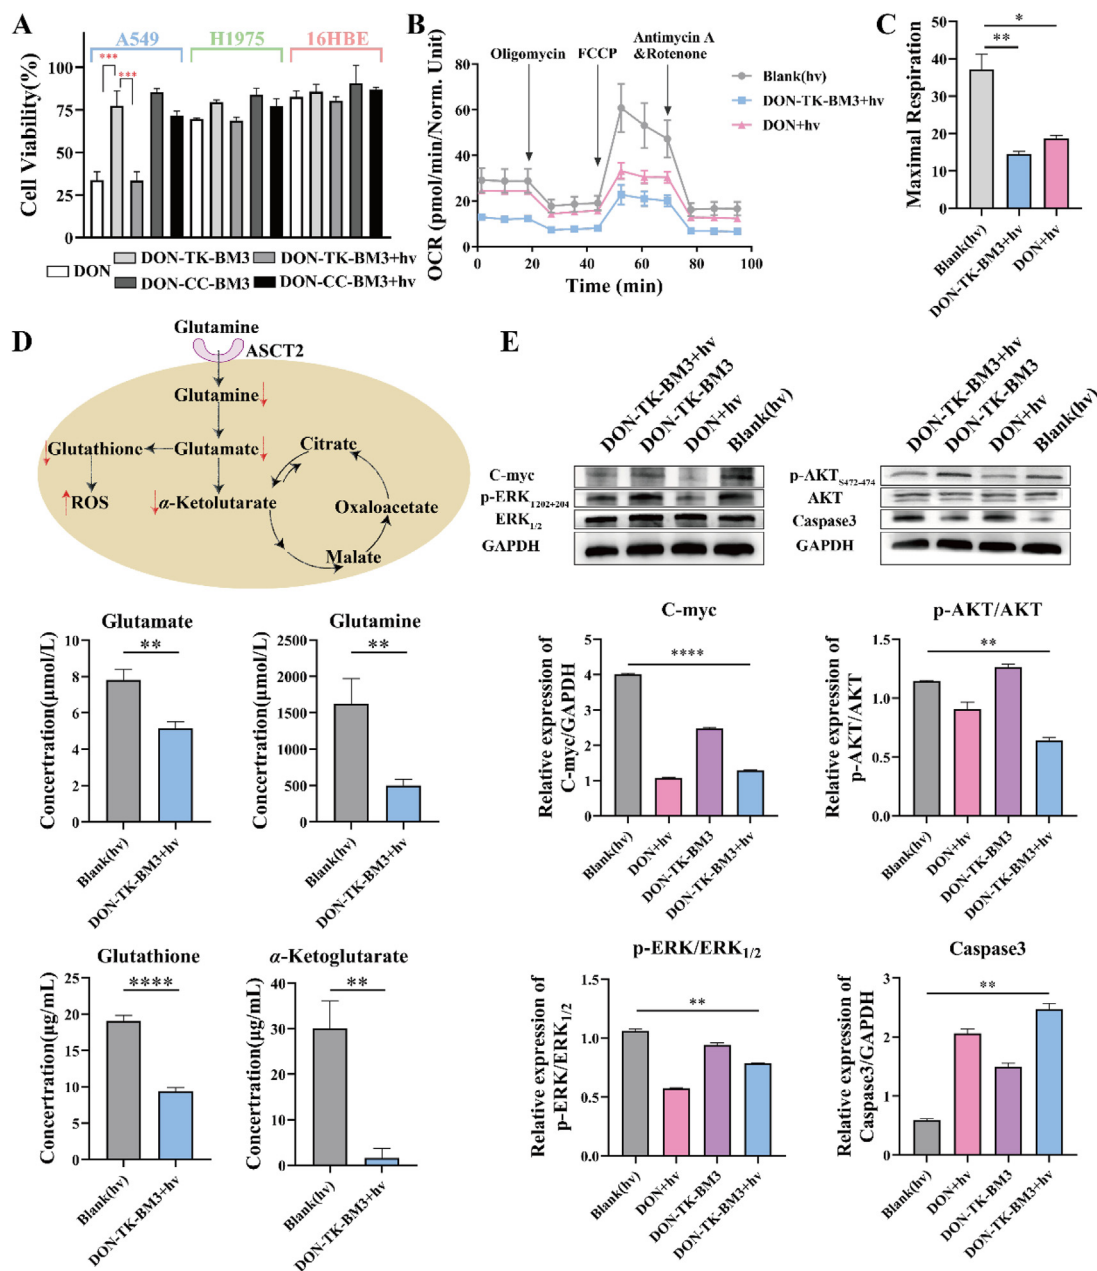 A
A549
H1975
16HBE
***
***
Cell Viability(%)
100
75
50
25
0
DON
DON-TK-BM3
DON-TK-BM3+hv
DON-CC-BM3
DON-CC-BM3+hv
B
Oligomycin
FCCP
Antimycin A
&Rotenone
Blank(hv)
DON-TK-BM3+hv
DON+hv
OCR (pmol/min/Norm. Unit)
80
60
40
20
0
0
20
40
60
80
100
Time (min)
C
*
**
Maximal Respiration
50
40
30
20
10
0
Blank(hv)
DON-TK-BM3+hv
DON+hv
D
Glutamine
ASCT2
Glutamine
Glutathione
Glutamate
ROS
α-Ketolutarate
Citrate
Oxaloacetate
Malate
Glutamate
**
Concertration(μmol/L)
8
6
4
2
0
Blank(hv)
DON-TK-BM3+hv
Glutamine
**
Concertration(μmol/L)
2500
2000
1500
1000
500
0
Blank(hv)
DON-TK-BM3+hv
Glutathione
****
Concertration(μg/mL)
25
20
15
10
5
0
Blank(hv)
DON-TK-BM3+hv
α-Ketoglutarate
**
Concertration(μg/mL)
40
30
20
10
0
Blank(hv)
DON-TK-BM3+hv
E
DON-TK-BM3+hv
DON-TK-BM3
DON+hv
Blank(hv)
C-myc
p-ERK1202+204
ERK1/2
GAPDH
DON-TK-BM3+hv
DON-TK-BM3
DON+hv
Blank(hv)
p-AKTS472-474
AKT
Caspase3
GAPDH
C-myc
****
Relative expression of
C-myc/GAPDH
5
4
3
2
1
0
Blank(hv)
DON+hv
DON-TK-BM3
DON-TK-BM3+hv
p-AKT/AKT
**
Relative expression of
p-AKT/AKT
1.5
1.0
0.5
0.0
Blank(hv)
DON+hv
DON-TK-BM3
DON-TK-BM3+hv
p-ERK/ERK1/2
**
Relative expression of
p-ERK/ERK1/2
1.5
1.0
0.5
0.0
Blank(hv)
DON+hv
DON-TK-BM3
DON-TK-BM3+hv
Caspase3
**
Relative expression of
Caspase3/GAPDH
3
2
1
0
Blank(hv)
DON+hv
DON-TK-BM3
DON-TK-BM3+hv